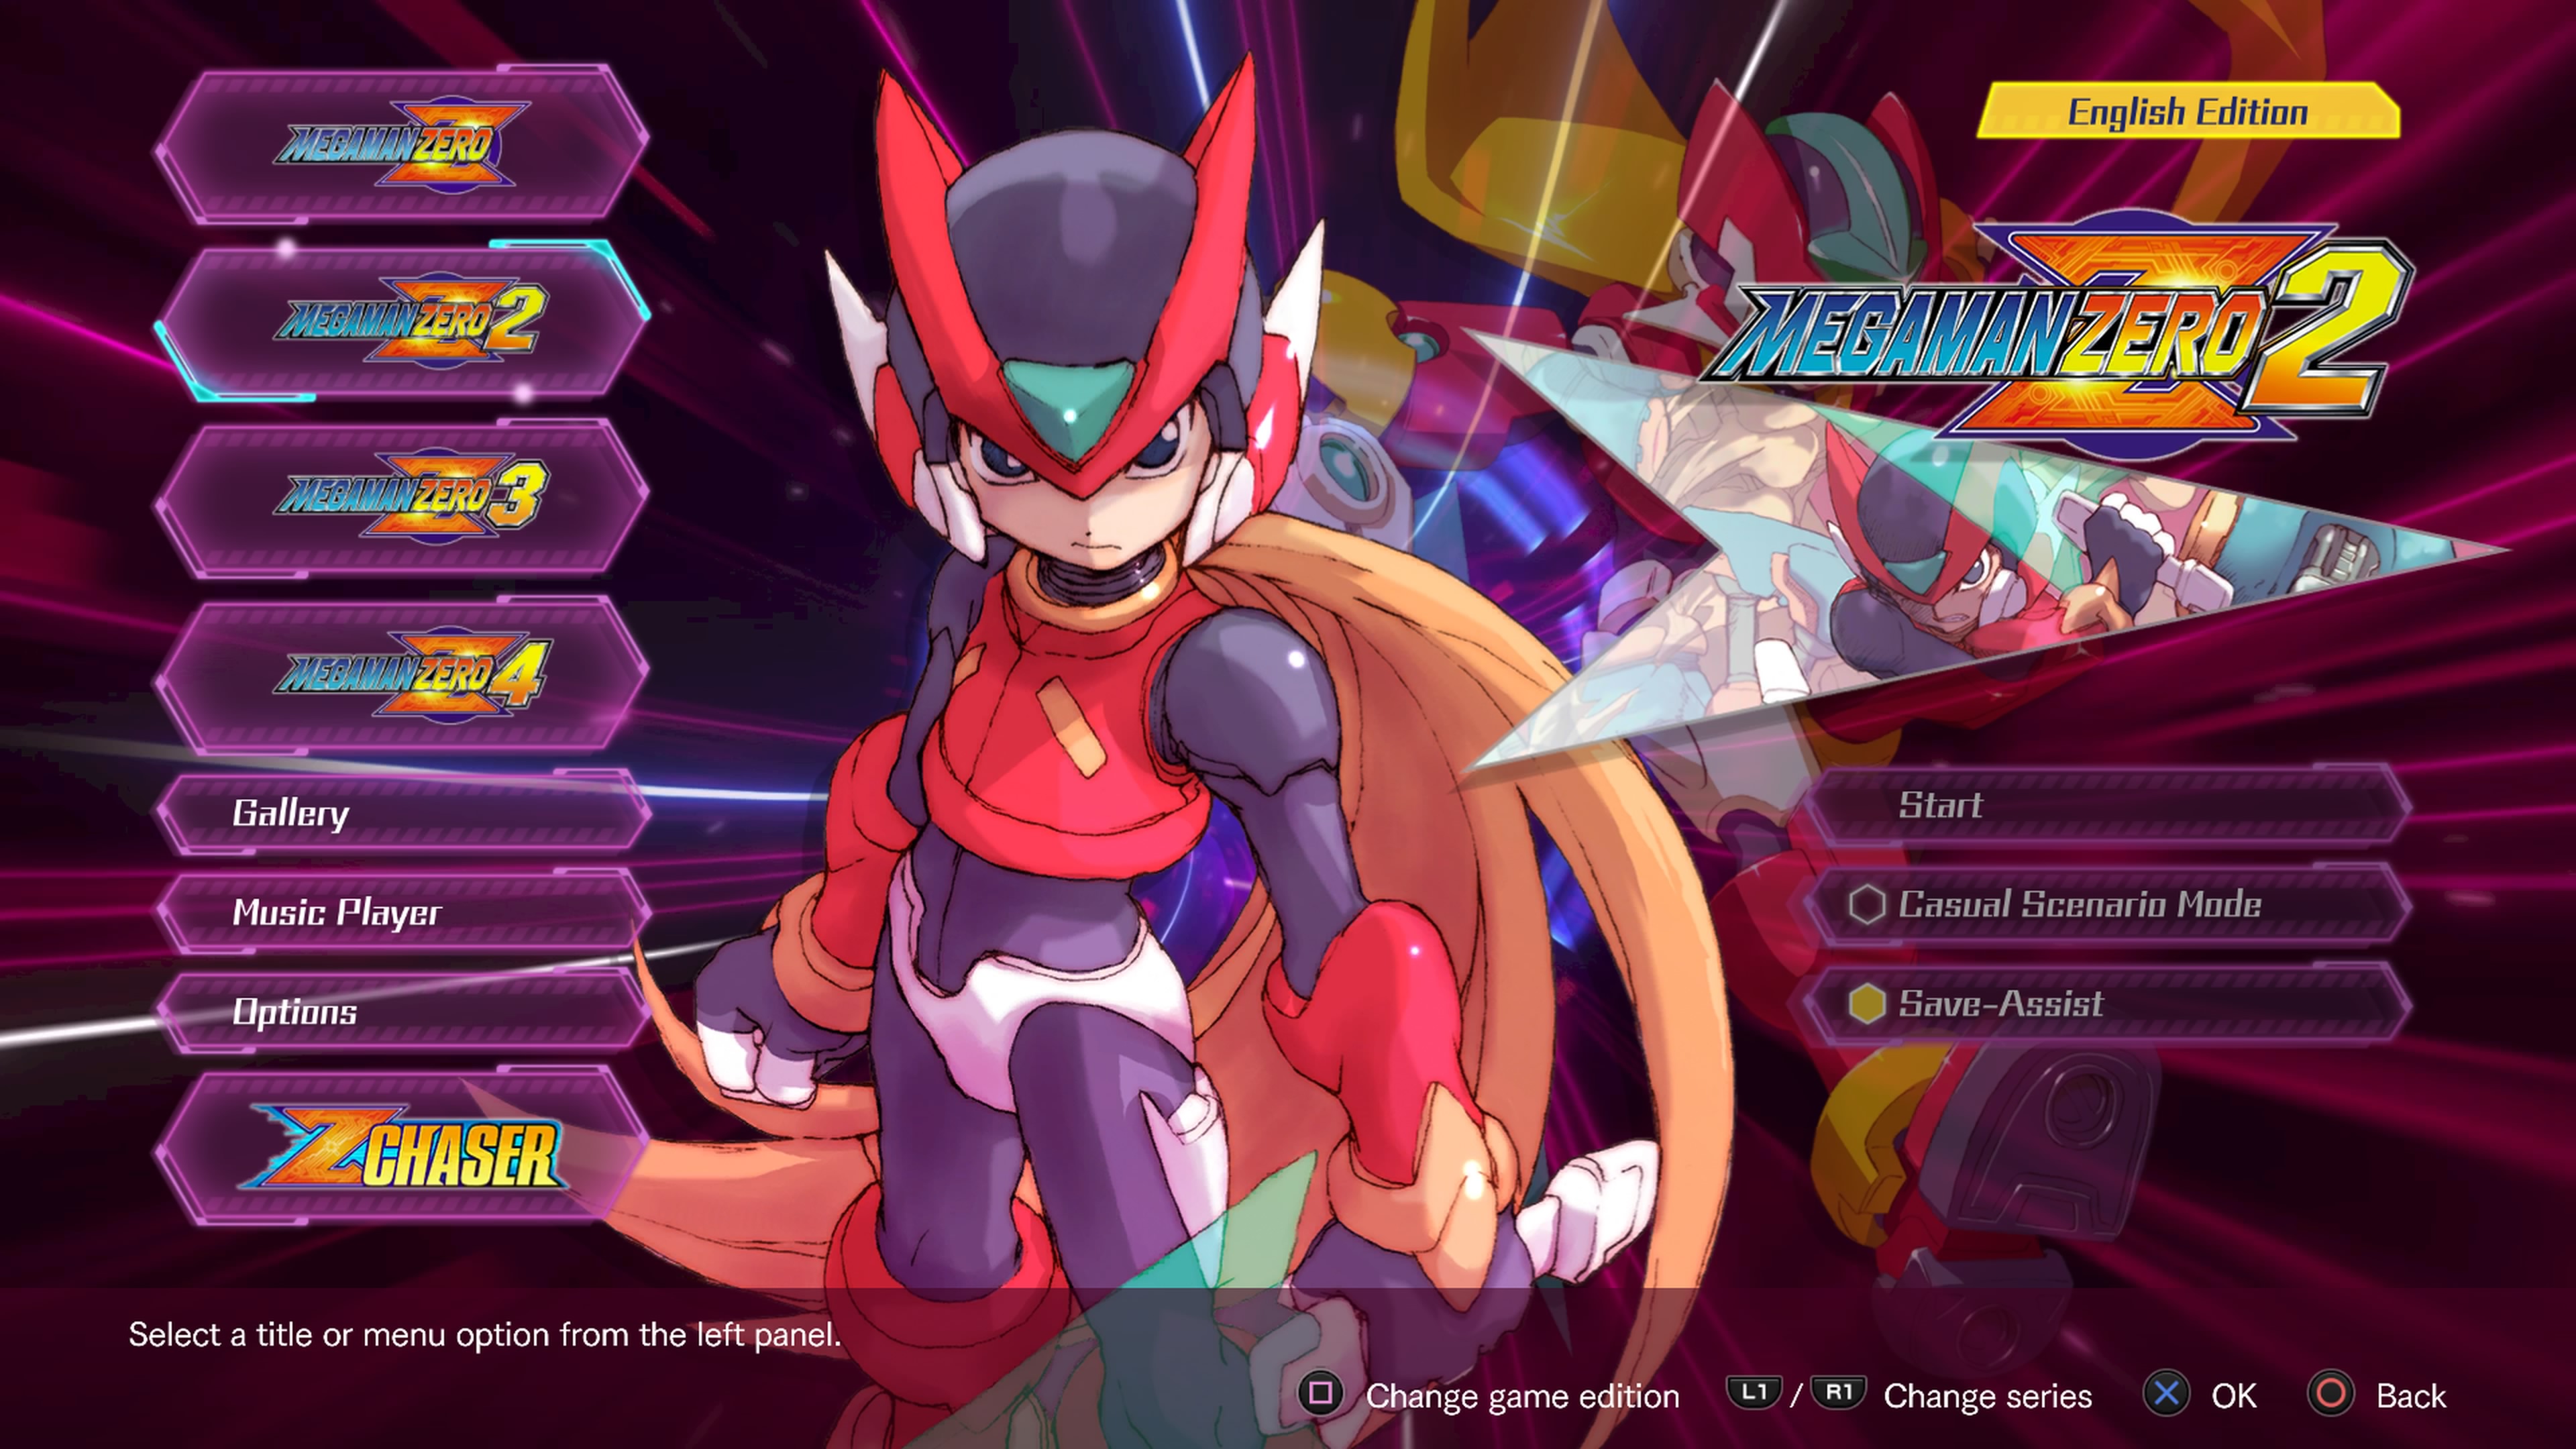 MEGAMAN ZERO
MEGAMAN ZERO 2
MEGAMAN ZERO 3
MEGAMAN ZERO 4
Gallery
Music Player
Options
Z CHASER
English Edition
MEGAMAN ZERO 2
Start
Casual Scenario Mode
Save-Assist
Select a title or menu option from the left panel.
Change game edition L1 / R1 Change series OK Back